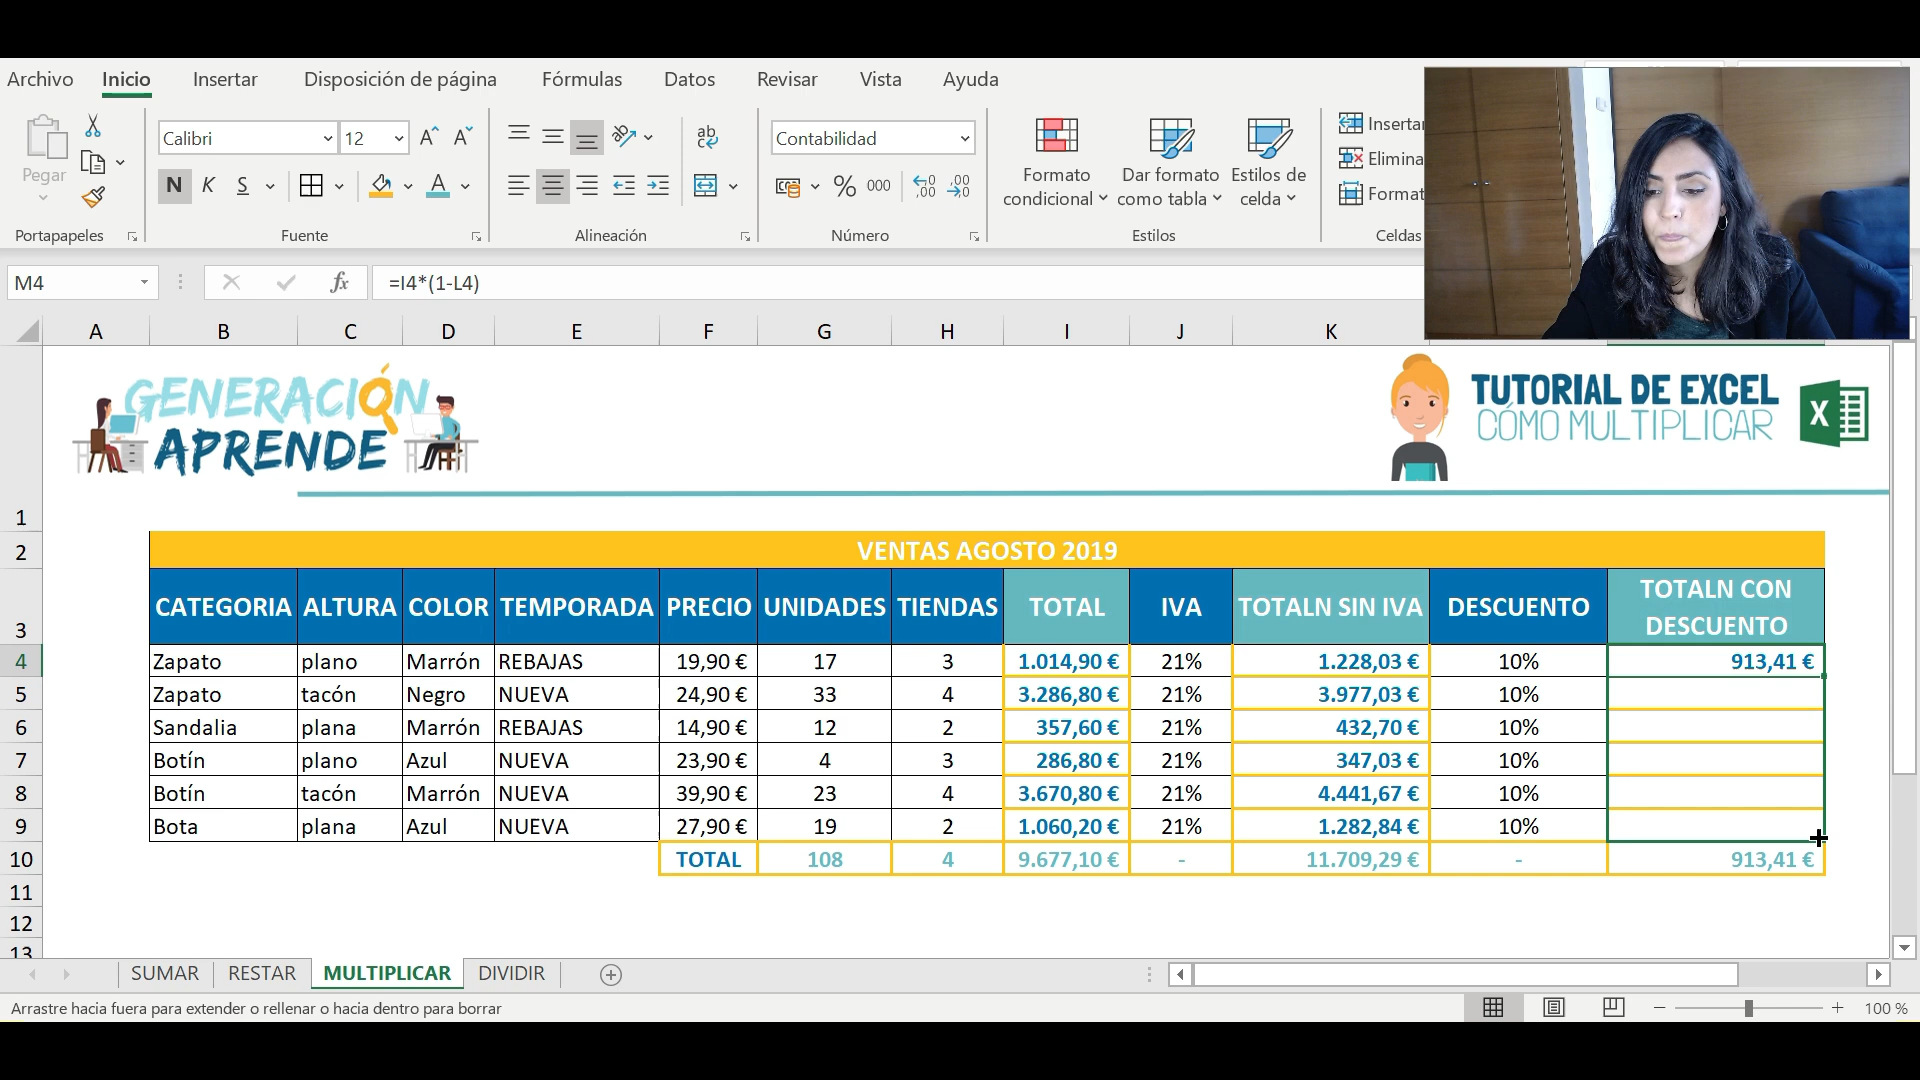 Archivo Inicio Insertar Disposición de página Fórmulas Datos Revisar Vista Ayuda
Pegar
Portapapeles
Calibri 12
N K S
Fuente
ab
Alineación
Contabilidad
% 000
Número
Formato condicional
Dar formato como tabla
Estilos de celda
Estilos
Insertar
Elimina
Format
Celdas
M4 fx =I4*(1-L4)
A B C D E F G H I J K
GENERACIÓN
APRENDE
TUTORIAL DE EXCEL
CÓMO MULTIPLICAR
X
1
2 VENTAS AGOSTO 2019
3 CATEGORIA ALTURA COLOR TEMPORADA PRECIO UNIDADES TIENDAS TOTAL IVA TOTALN SIN IVA DESCUENTO TOTALN CON DESCUENTO
4 Zapato plano Marrón REBAJAS 19,90 € 17 3 1.014,90 € 21% 1.228,03 € 10% 913,41 €
5 Zapato tacón Negro NUEVA 24,90 € 33 4 3.286,80 € 21% 3.977,03 € 10%
6 Sandalia plana Marrón REBAJAS 14,90 € 12 2 357,60 € 21% 432,70 € 10%
7 Botín plano Azul NUEVA 23,90 € 4 3 286,80 € 21% 347,03 € 10%
8 Botín tacón Marrón NUEVA 39,90 € 23 4 3.670,80 € 21% 4.441,67 € 10%
9 Bota plana Azul NUEVA 27,90 € 19 2 1.060,20 € 21% 1.282,84 € 10%
10 TOTAL 108 4 9.677,10 € - 11.709,29 € - 913,41 €
11
12
13
SUMAR RESTAR MULTIPLICAR DIVIDIR
Arrastre hacia fuera para extender o rellenar o hacia dentro para borrar
100 %